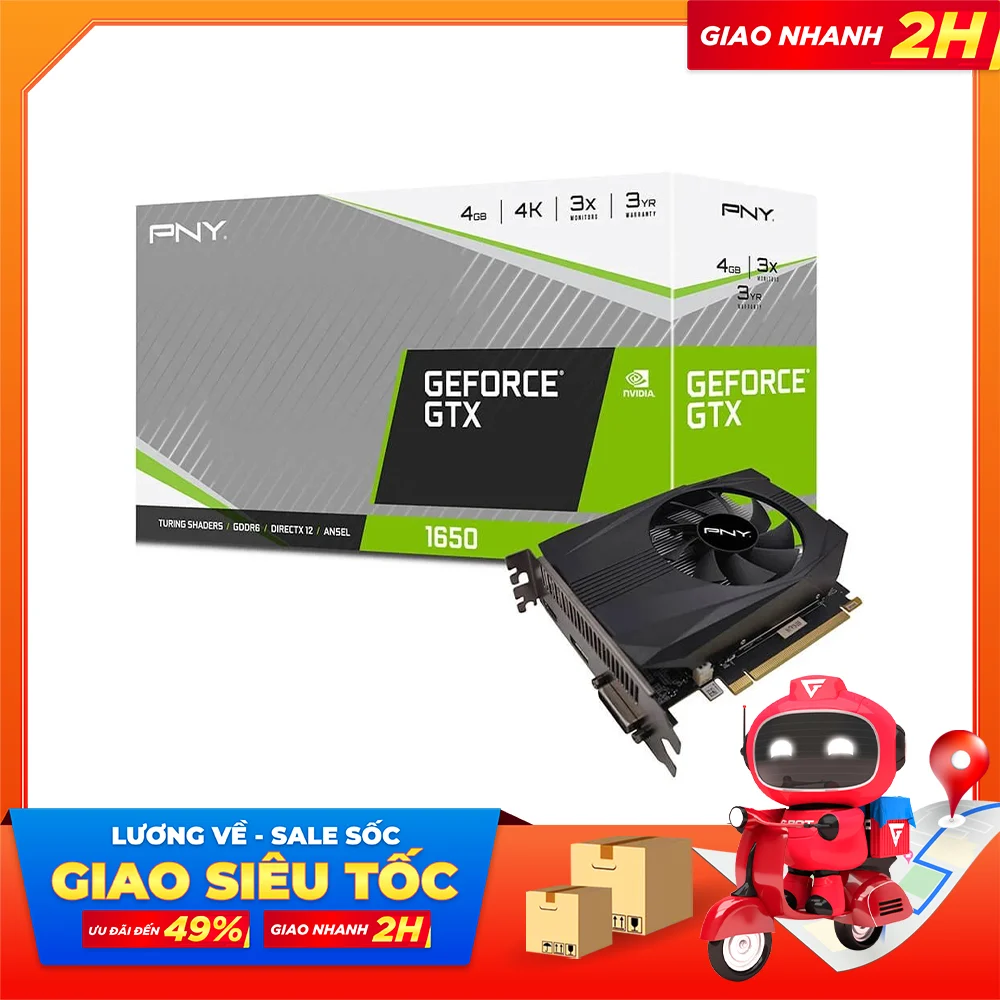 GIAO NHANH 2H
4GB | 4K | 3X MONITORS | 3YR WARRANTY
PNY.
PNY.
4GB | 3X MONITORS
3YR WARRANTY
GEFORCE®
GTX
NVIDIA.
GEFORCE®
GTX
TURING SHADERS / GDDR6 / DIRECTX 12 / ANSEL
1650
PNY.
LƯƠNG VỀ - SALE SỐC
GIAO SIÊU TỐC
ƯU ĐÃI ĐẾN 49%
GIAO NHANH 2H